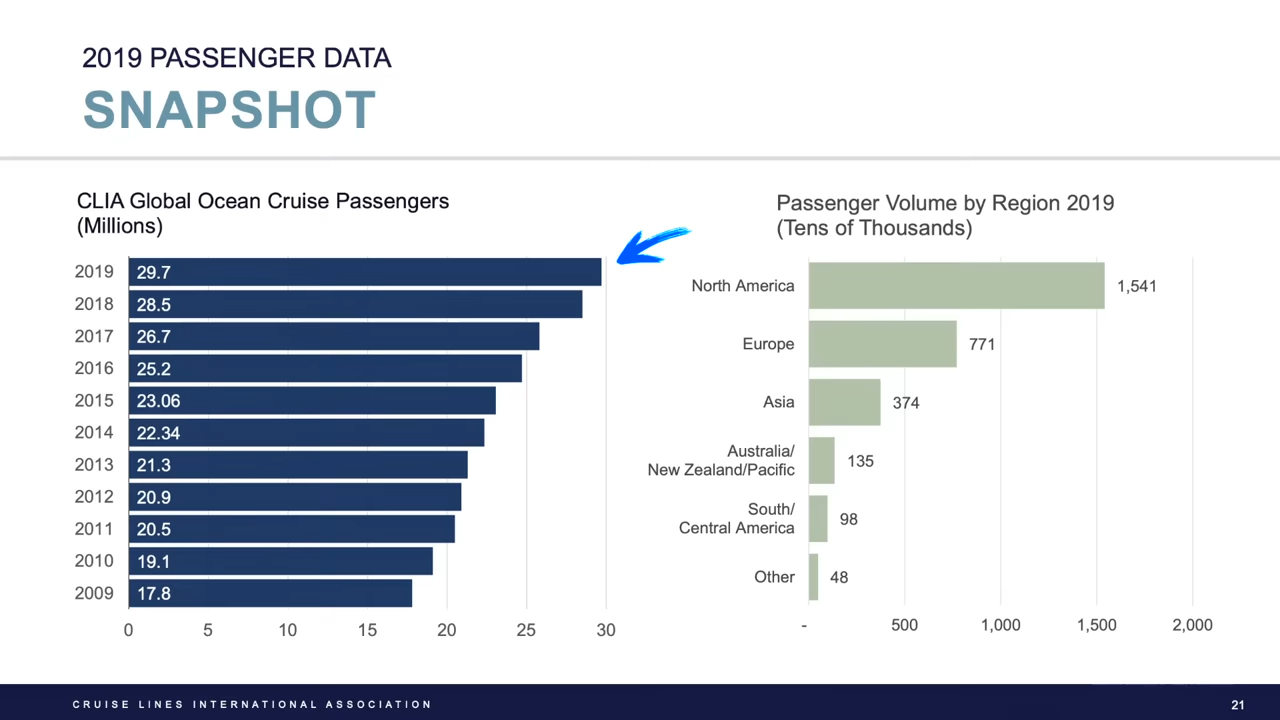 2019 PASSENGER DATA
SNAPSHOT
CLIA Global Ocean Cruise Passengers
(Millions)
2019 29.7
2018 28.5
2017 26.7
2016 25.2
2015 23.06
2014 22.34
2013 21.3
2012 20.9
2011 20.5
2010 19.1
2009 17.8
0 5 10 15 20 25 30
Passenger Volume by Region 2019
(Tens of Thousands)
North America 1,541
Europe 771
Asia 374
Australia/
New Zealand/Pacific 135
South/
Central America 98
Other 48
- 500 1,000 1,500 2,000
CRUISE LINES INTERNATIONAL ASSOCIATION 21